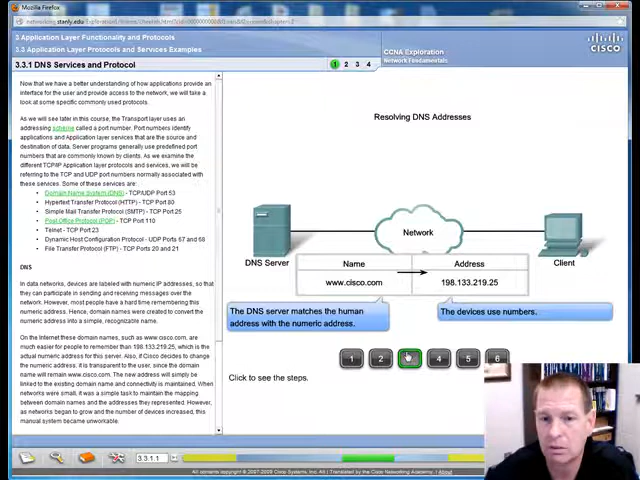 Mozilla Firefox
3 Application Layer Functionality and Protocols
3.3 Application Layer Protocols and Services Examples
3.3.1 DNS Services and Protocol
1 2 3 4
CCNA Exploration
Network Fundamentals
CISCO
Now that we have a better understanding of how applications provide an
interface for the user and provide access to the network, we will take a
look at some specific commonly used protocols.
As we will see later in this course, the Transport layer uses an
addressing scheme called a port number. Port numbers identify
applications and Application layer services that are the source and
destination of data. Server programs generally use predefined port
numbers that are commonly known by clients. As we examine the
different TCP/IP Application layer protocols and services, we will be
referring to the TCP and UDP port numbers normally associated with
these services. Some of these services are:
Domain Name System (DNS) - TCP/UDP Port 53
Hypertext Transfer Protocol (HTTP) - TCP Port 80
Simple Mail Transfer Protocol (SMTP) - TCP Port 25
Post Office Protocol (POP) - TCP Port 110
Telnet - TCP Port 23
Dynamic Host Configuration Protocol - UDP Ports 67 and 68
File Transfer Protocol (FTP) - TCP Ports 20 and 21
DNS
In data networks, devices are labeled with numeric IP addresses, so that
they can participate in sending and receiving messages over the
network. However, most people have a hard time remembering this
numeric address. Hence, domain names were created to convert the
numeric address into a simple, recognizable name.
On the Internet these domain names, such as www.cisco.com, are
much easier for people to remember than 198.133.219.25, which is the
actual numeric address for this server. Also, if Cisco decides to change
the numeric address, it is transparent to the user, since the domain
name will remain www.cisco.com. The new address will simply be
linked to the existing domain name and connectivity is maintained. When
networks were small, it was a simple task to maintain the mapping
between domain names and the addresses they represented. However,
as networks began to grow and the number of devices increased, this
manual system became unworkable.
Resolving DNS Addresses
Network
DNS Server
Client
Name Address
www.cisco.com 198.133.219.25
The DNS server matches the human
address with the numeric address.
The devices use numbers.
1 2 4 5 6
Click to see the steps.
3.3.1.1
All contents copyright © 2007-2009 Cisco Systems, Inc. All | Translated by the Cisco Networking Academy. | About